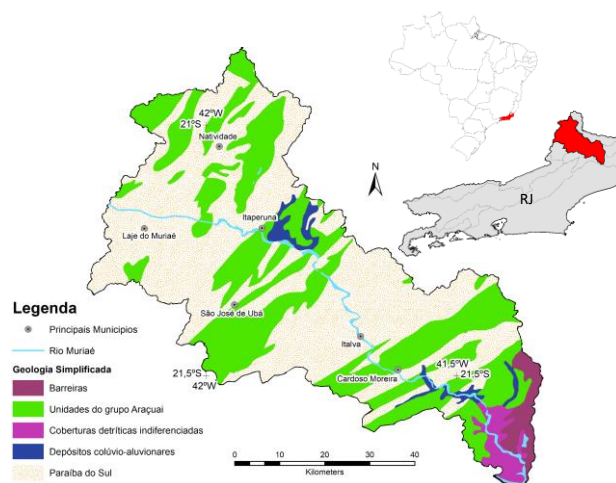 42ºW
21ºS
Natividade
N
RJ
Itaperuna
Laje do Muriaé
São José de Ubá
Italva
Legenda
Principais Municipios
Rio Muriaé
Geologia Simplificada
Barreiras
Unidades do grupo Araçuai
Coberturas detríticas indiferenciadas
Depósitos colúvio-aluvionares
Paraíba do Sul
21,5ºS
42ºW
Cardoso Moreira
41,5ºW
21,5ºS
0 10 20 30 40
Kilometers